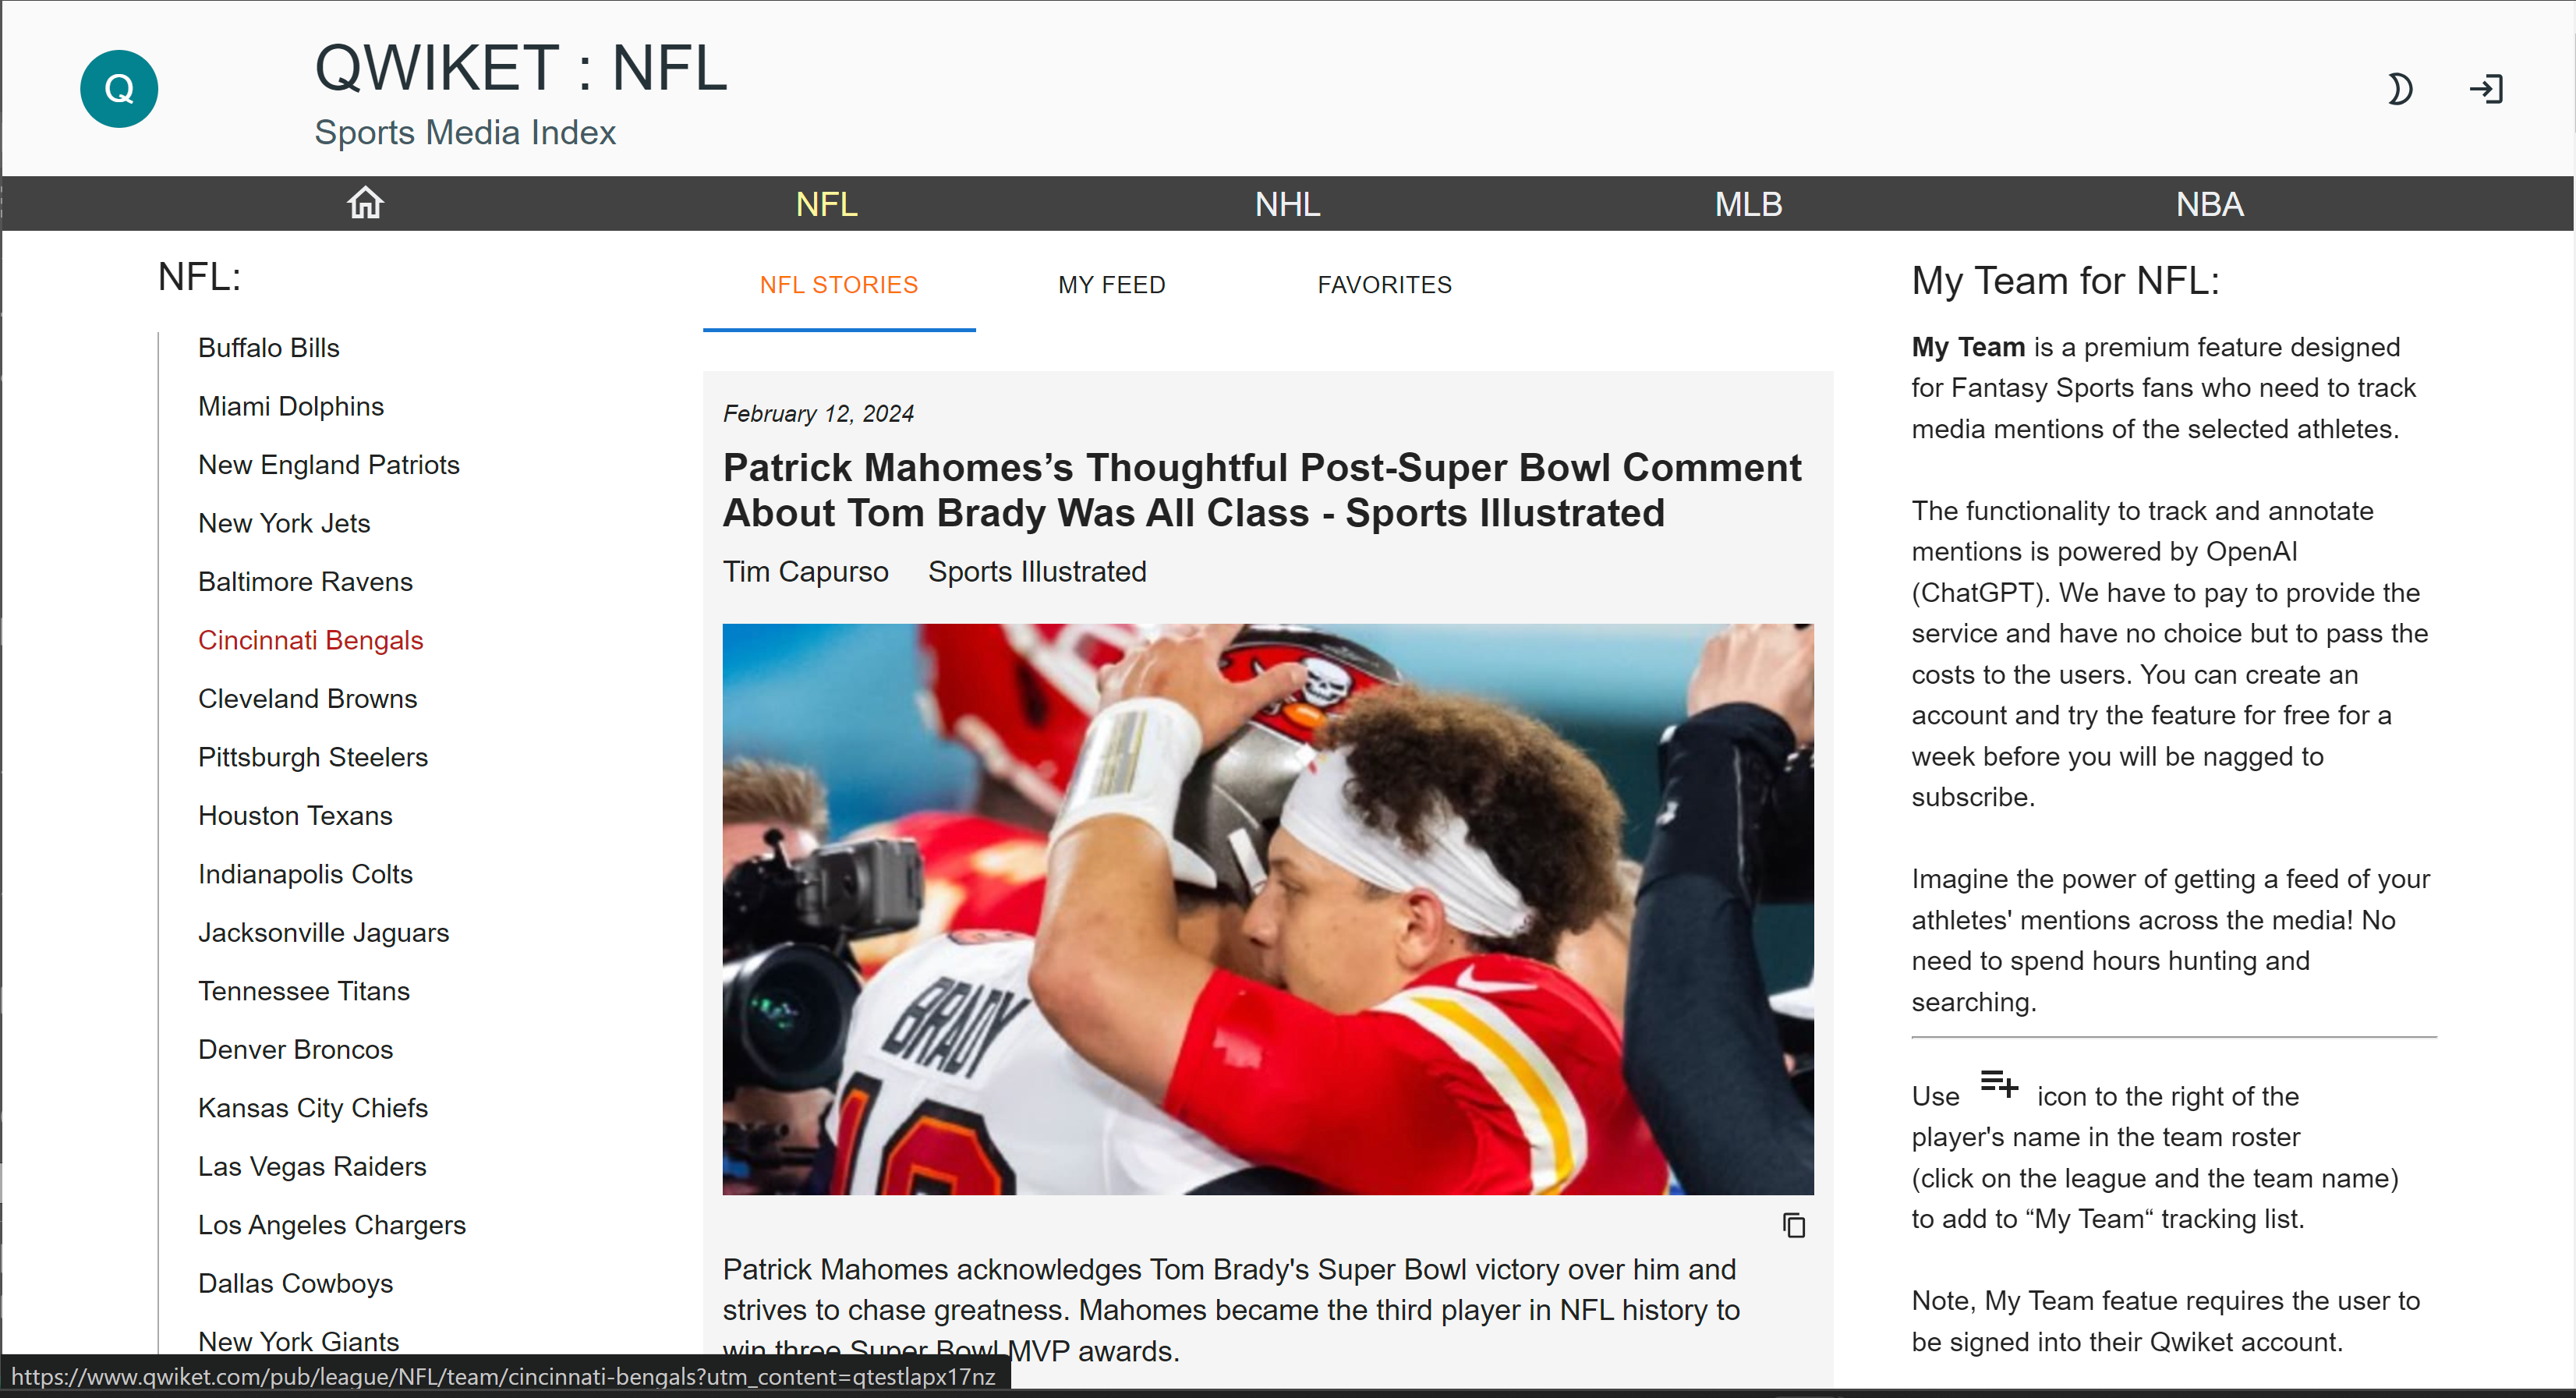 Q
QWIKET : NFL
Sports Media Index
NFL
NHL
MLB
NBA
NFL:
Buffalo Bills
Miami Dolphins
New England Patriots
New York Jets
Baltimore Ravens
Cincinnati Bengals
Cleveland Browns
Pittsburgh Steelers
Houston Texans
Indianapolis Colts
Jacksonville Jaguars
Tennessee Titans
Denver Broncos
Kansas City Chiefs
Las Vegas Raiders
Los Angeles Chargers
Dallas Cowboys
New York Giants
NFL STORIES
MY FEED
FAVORITES
February 12, 2024
Patrick Mahomes’s Thoughtful Post-Super Bowl Comment
About Tom Brady Was All Class - Sports Illustrated
Tim Capurso Sports Illustrated
BRADY
Patrick Mahomes acknowledges Tom Brady's Super Bowl victory over him and
strives to chase greatness. Mahomes became the third player in NFL history to
win three Super Bowl MVP awards.
My Team for NFL:
My Team is a premium feature designed
for Fantasy Sports fans who need to track
media mentions of the selected athletes.
The functionality to track and annotate
mentions is powered by OpenAI
(ChatGPT). We have to pay to provide the
service and have no choice but to pass the
costs to the users. You can create an
account and try the feature for free for a
week before you will be nagged to
subscribe.
Imagine the power of getting a feed of your
athletes' mentions across the media! No
need to spend hours hunting and
searching.
Use icon to the right of the
player's name in the team roster
(click on the league and the team name)
to add to “My Team“ tracking list.
Note, My Team featue requires the user to
be signed into their Qwiket account.
https://www.qwiket.com/pub/league/NFL/team/cincinnati-bengals?utm_content=qtestlapx17nz